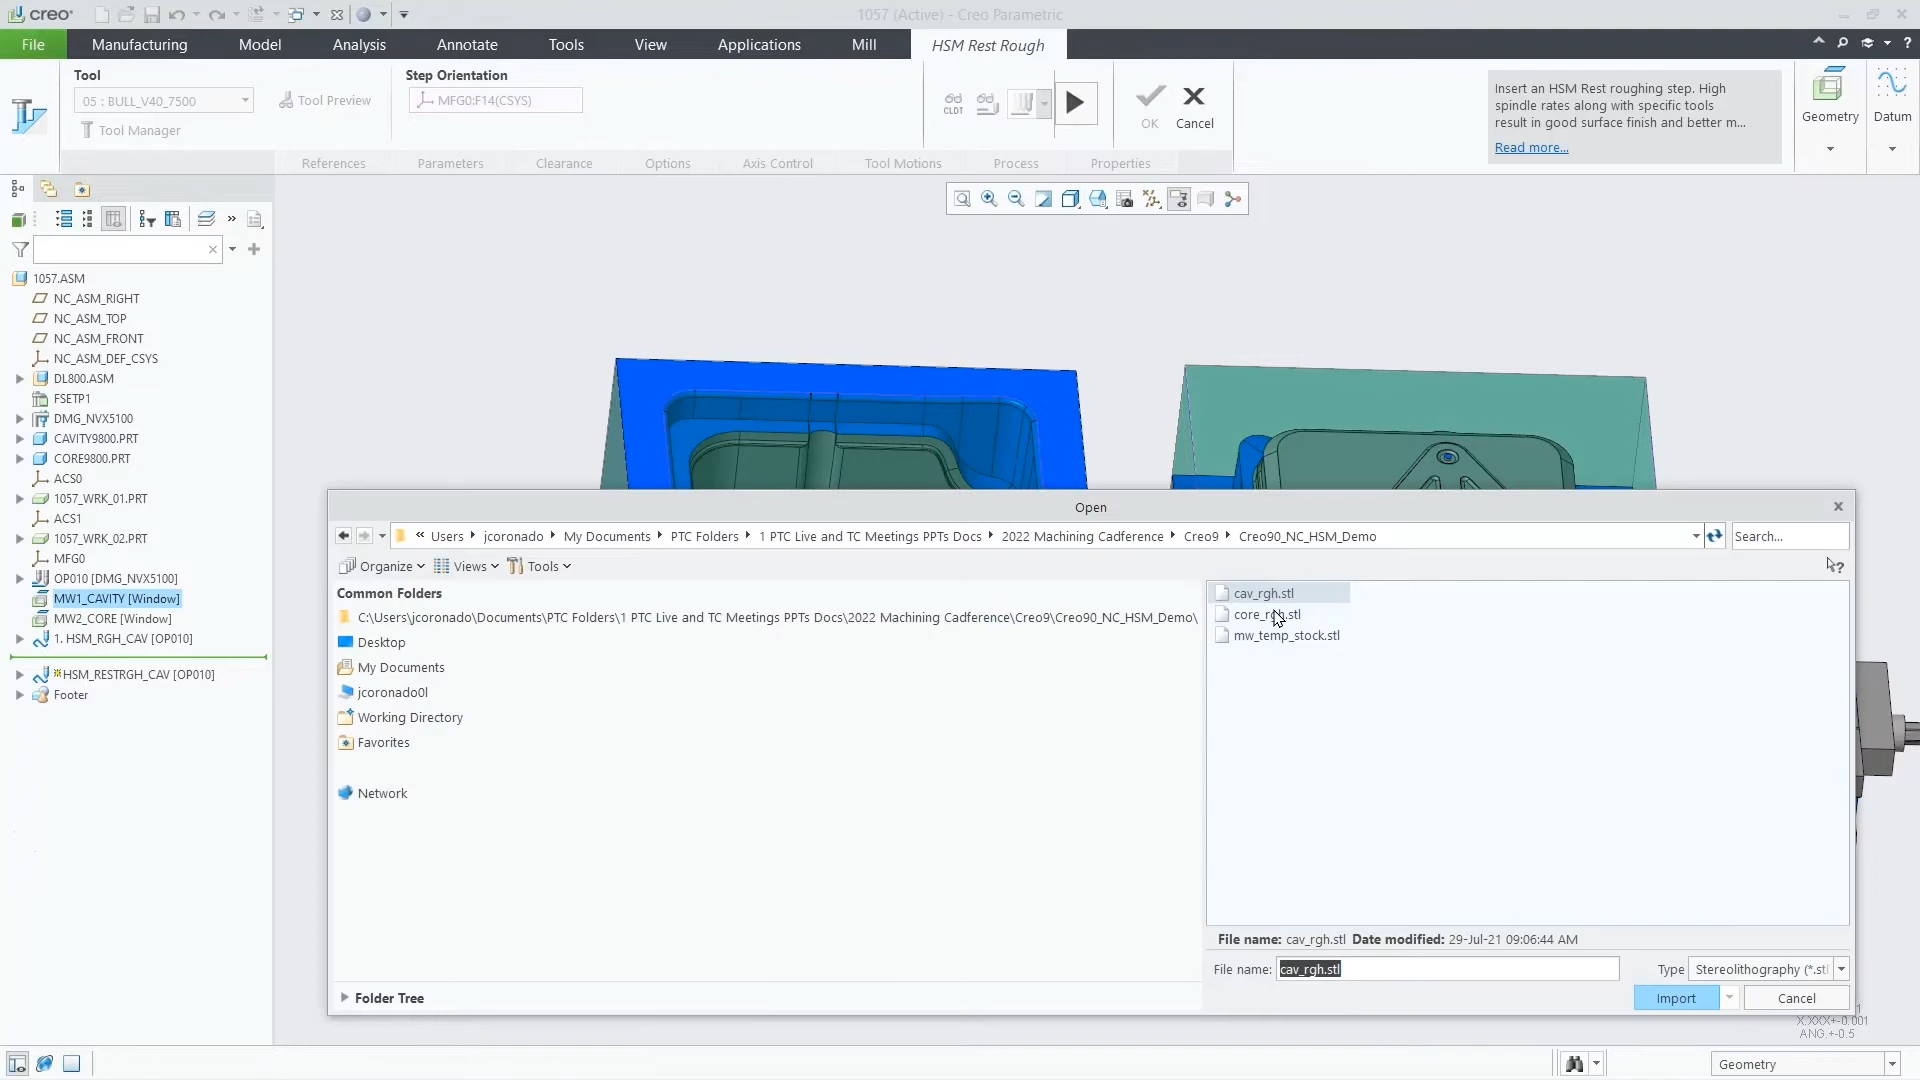 creo®
1057 (Active) - Creo Parametric
File
Manufacturing
Model
Analysis
Annotate
Tools
View
Applications
Mill
HSM Rest Rough
?
Tool
05 : BULL_V40_7500
Tool Preview
Tool Manager
Step Orientation
MFG0:F14(CSYS)
CLDT
OK
Cancel
Insert an HSM Rest roughing step. High
spindle rates along with specific tools
result in good surface finish and better m...
Read more...
Geometry
Datum
References
Parameters
Clearance
Options
Axis Control
Tool Motions
Process
Properties
1057.ASM
NC_ASM_RIGHT
NC_ASM_TOP
NC_ASM_FRONT
NC_ASM_DEF_CSYS
DL800.ASM
FSETP1
DMG_NVX5100
CAVITY9800.PRT
CORE9800.PRT
ACS0
1057_WRK_01.PRT
ACS1
1057_WRK_02.PRT
MFG0
OP010 [DMG_NVX5100]
MW1_CAVITY [Window]
MW2_CORE [Window]
1. HSM_RGH_CAV [OP010]
HSM_RESTRGH_CAV [OP010]
Footer
Open
« Users jcoronado My Documents PTC Folders 1 PTC Live and TC Meetings PPTs Docs 2022 Machining Cadference Creo9 Creo90_NC_HSM_Demo
Search...
Organize
Views
Tools
Common Folders
C:\Users\jcoronado\Documents\PTC Folders\1 PTC Live and TC Meetings PPTs Docs\2022 Machining Cadference\Creo9\Creo90_NC_HSM_Demo\
Desktop
My Documents
jcoronado0l
Working Directory
Favorites
Network
Folder Tree
cav_rgh.stl
core_rgh.stl
mw_temp_stock.stl
File name: cav_rgh.stl Date modified: 29-Jul-21 09:06:44 AM
File name: cav_rgh.stl
Type Stereolithography (*.stl
Import
Cancel
X.XXX+-0.001
ANG.+-0.5
Geometry